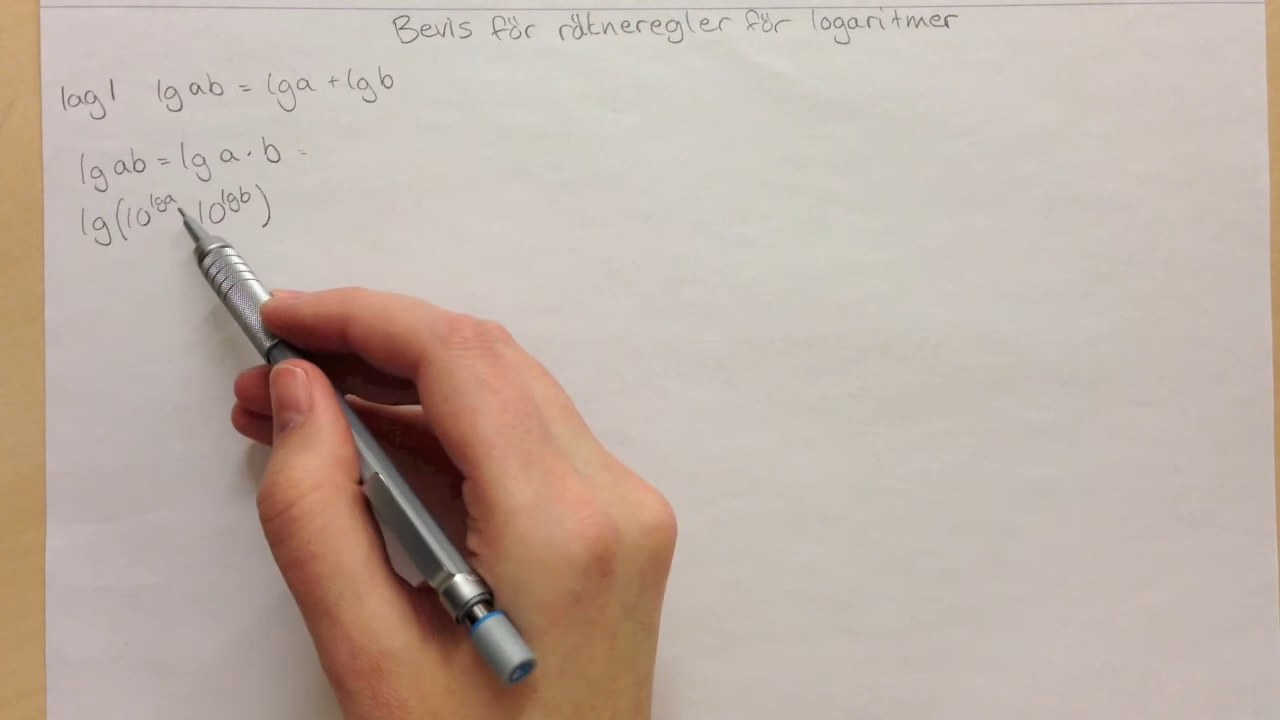 Bevis för räkneregler för logaritmer
lag 1 lg ab = lg a + lg b
lg ab = lg a · b =
lg(10^lg a 10^lg b)